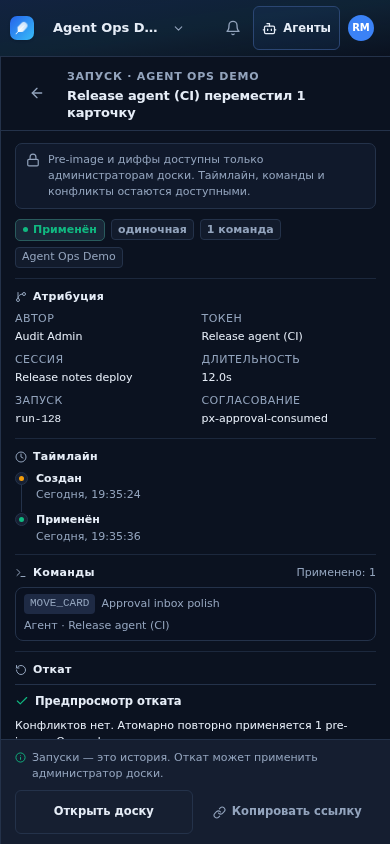 Agent Ops D…
Агенты
RM
ЗАПУСК · AGENT OPS DEMO
Release agent (CI) переместил 1
карточку
Pre-image и диффы доступны только
администраторам доски. Таймлайн, команды и
конфликты остаются доступными.
Применён
одиночная
1 команда
Agent Ops Demo
Атрибуция
АВТОР
ТОКЕН
Audit Admin
Release agent (CI)
СЕССИЯ
ДЛИТЕЛЬНОСТЬ
Release notes deploy
12.0s
ЗАПУСК
СОГЛАСОВАНИЕ
run-128
px-approval-consumed
Таймлайн
Создан
Сегодня, 19:35:24
Применён
Сегодня, 19:35:36
Команды
Применено: 1
MOVE_CARD Approval inbox polish
Агент · Release agent (CI)
Откат
Предпросмотр отката
Конфликтов нет. Атомарно повторно применяется 1 pre-
Запуски — это история. Откат может применить
администратор доски.
Открыть доску
Копировать ссылку